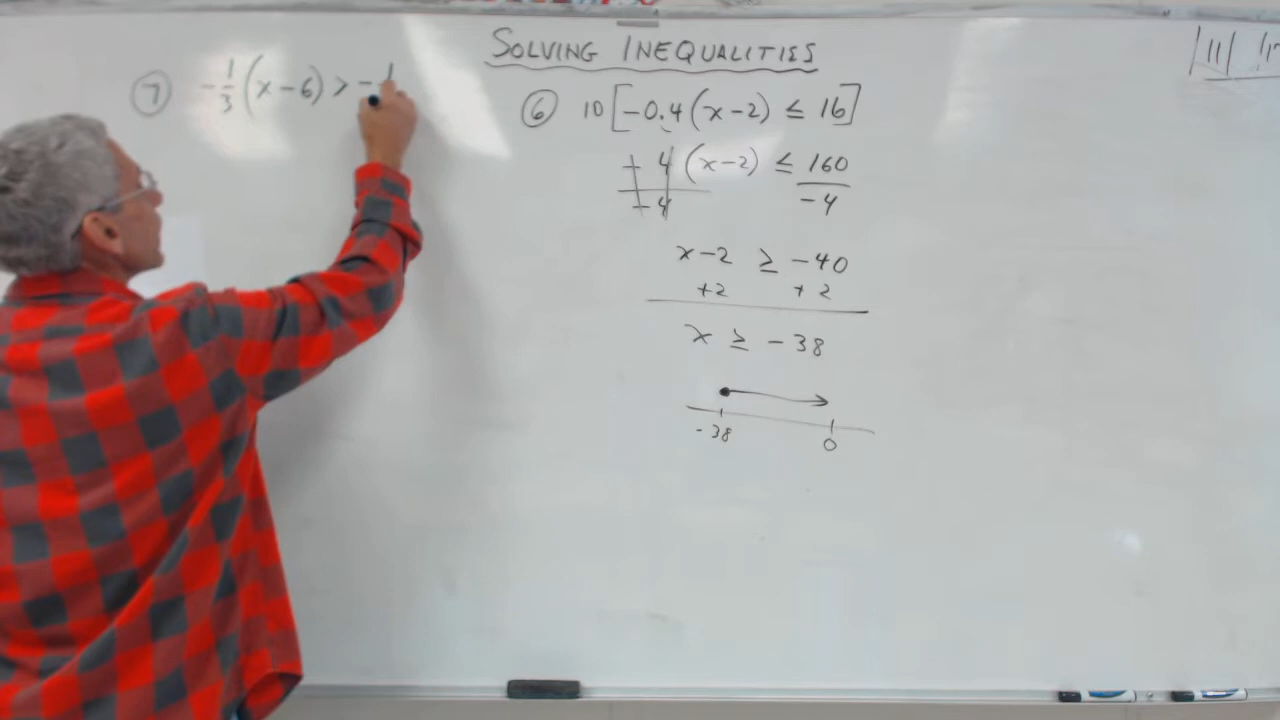 SOLVING INEQUALITIES
⑦ -1/3 (x-6) > -1
⑥ 10[-0.4(x-2) ≤ 16]
-4(x-2) ≤ 160
-4 -4
x-2 ≥ -40
+2 +2
x ≥ -38
-38 0